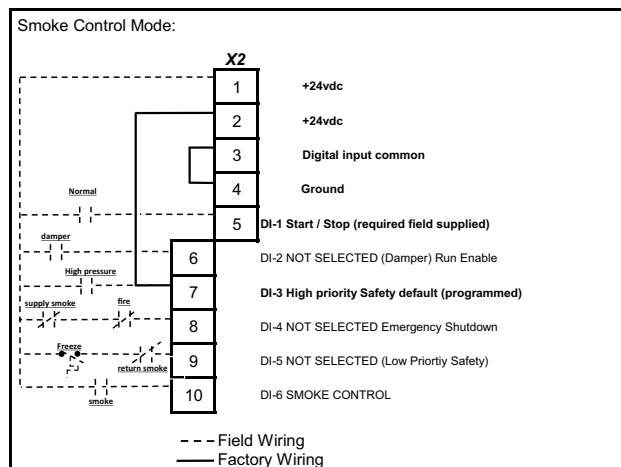 Smoke Control Mode:
X2
1 +24vdc
2 +24vdc
3 Digital input common
4 Ground
Normal
5 DI-1 Start / Stop (required field supplied)
damper
6 DI-2 NOT SELECTED (Damper) Run Enable
High pressure
7 DI-3 High priority Safety default (programmed)
supply smoke fire
8 DI-4 NOT SELECTED Emergency Shutdown
Freeze
9 DI-5 NOT SELECTED (Low Priortiy Safety)
return smoke
10 DI-6 SMOKE CONTROL
smoke
Field Wiring
Factory Wiring